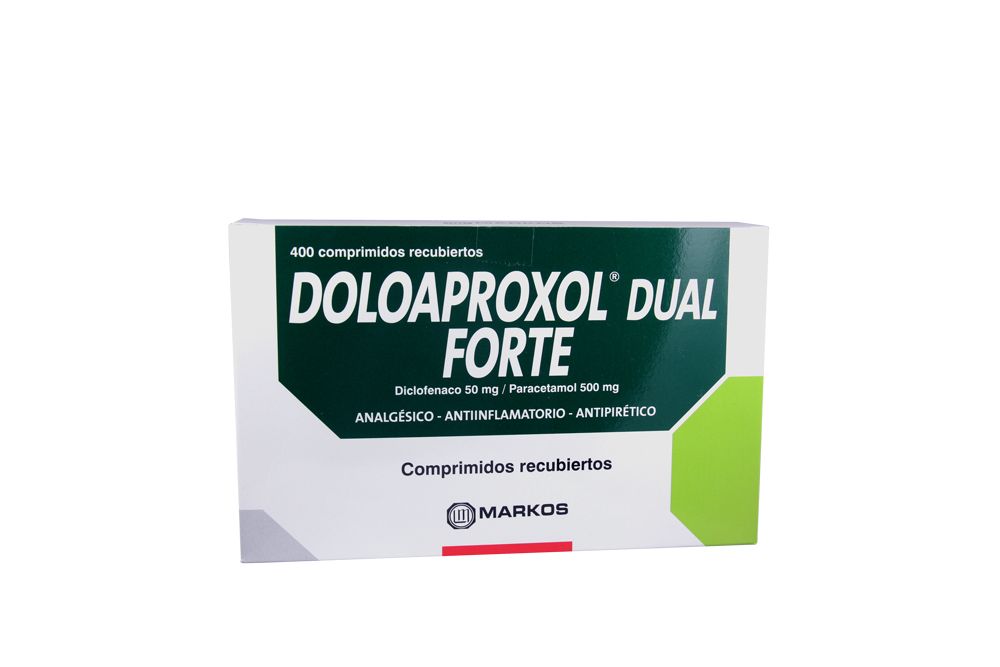 400 comprimidos recubiertos
DOLOAPROXOL® DUAL
FORTE
Diclofenaco 50 mg / Paracetamol 500 mg
ANALGÉSICO - ANTIINFLAMATORIO - ANTIPIRÉTICO
Comprimidos recubiertos
MARKOS